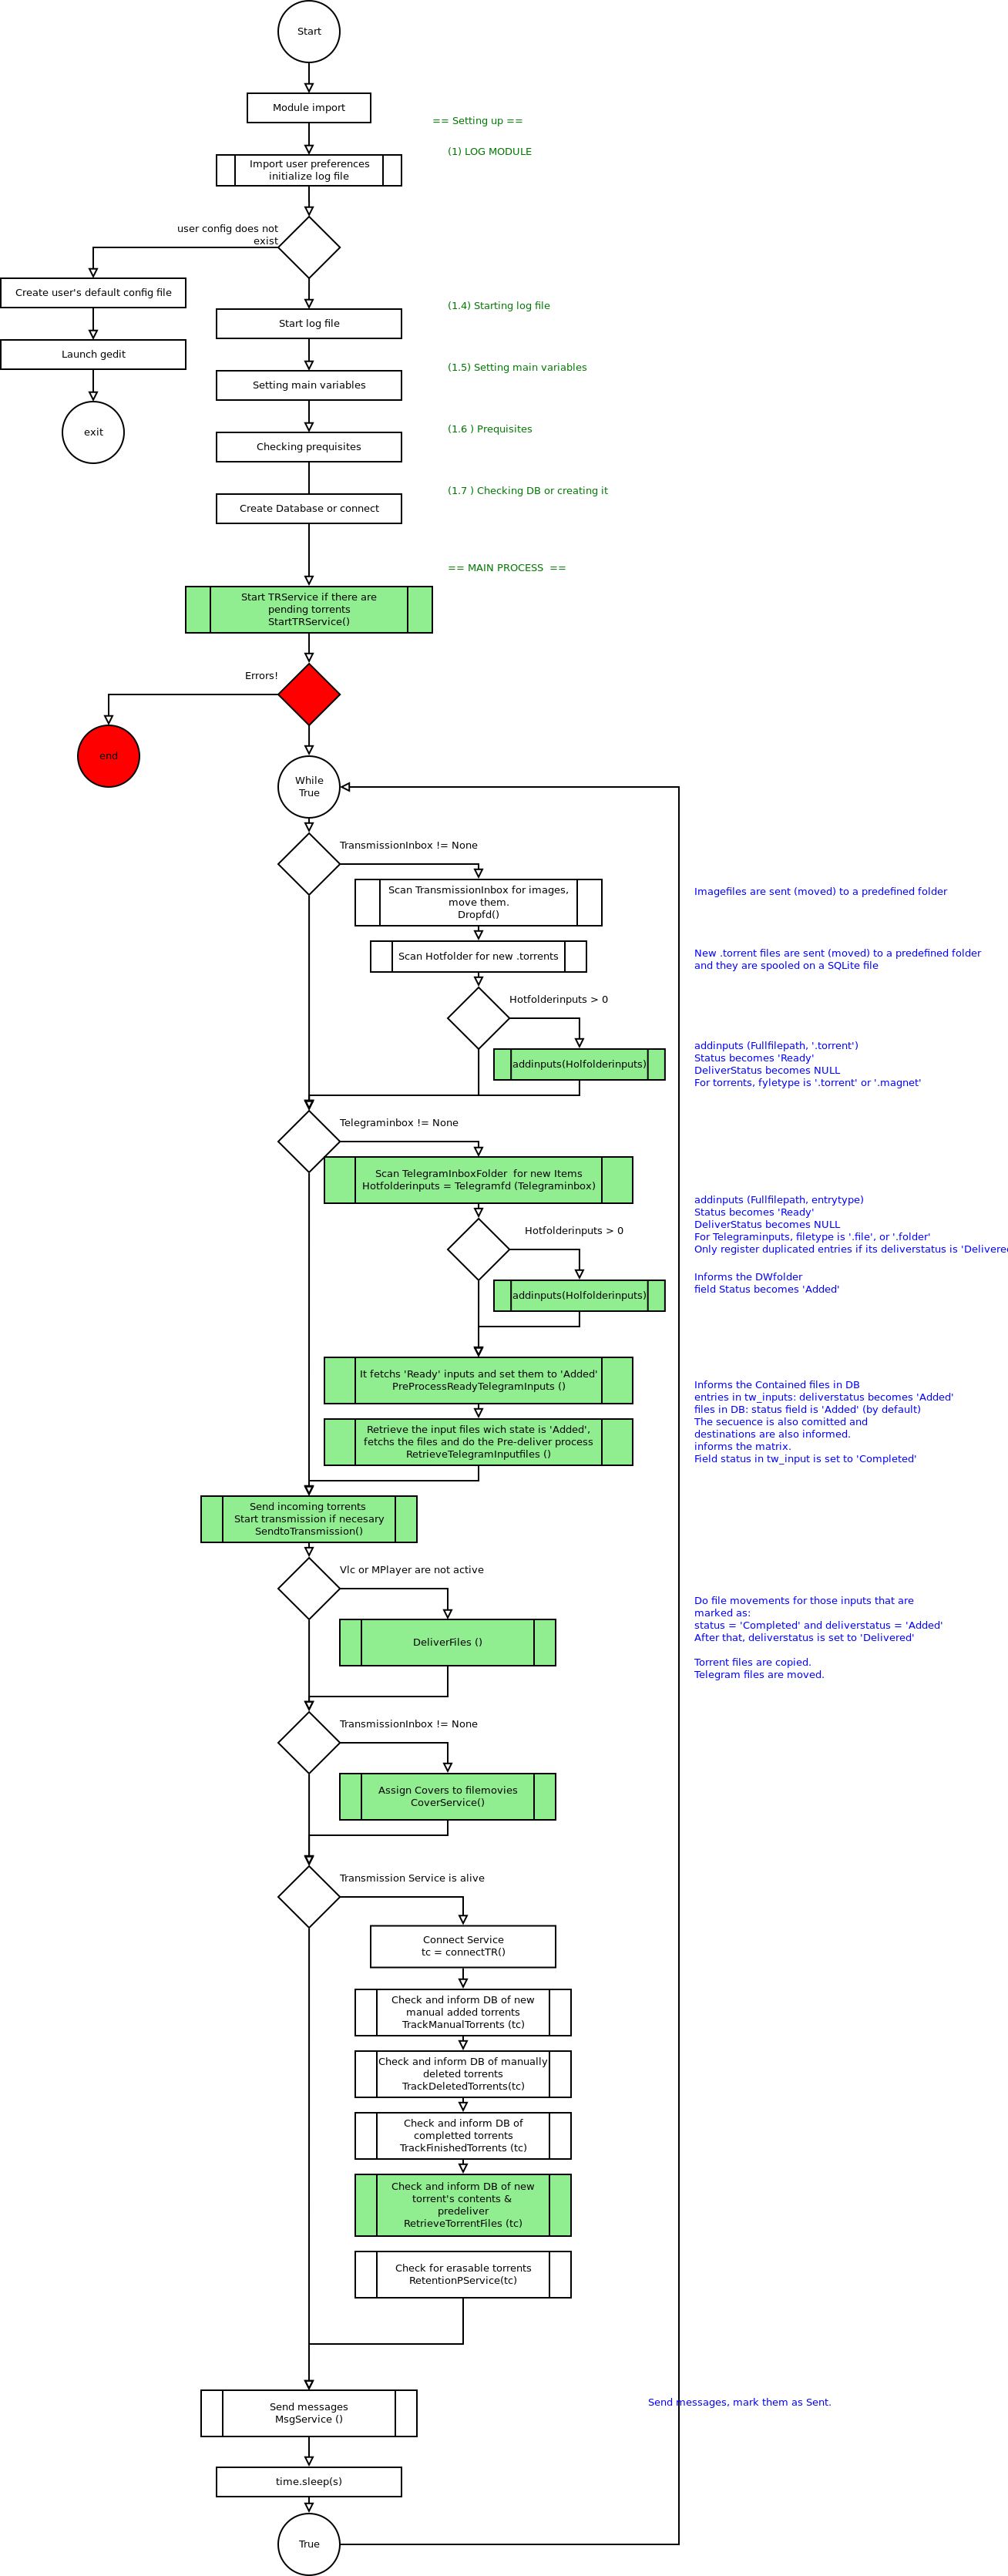 Start
Module import
== Setting up ==
(1) LOG MODULE
Import user preferences
initialize log file
user config does not
exist
Create user's default config file
(1.4) Starting log file
Start log file
Launch gedit
(1.5) Setting main variables
Setting main variables
exit
(1.6 ) Prequisites
Checking prequisites
(1.7 ) Checking DB or creating it
Create Database or connect
== MAIN PROCESS  ==
Start TRService if there are
pending torrents
StartTRService()
Errors!
end
While
True
TransmissionInbox != None
Scan TransmissionInbox for images,
move them.
Dropfd()
Imagefiles are sent (moved) to a predefined folder
Scan Hotfolder for new .torrents
New .torrent files are sent (moved) to a predefined folder
and they are spooled on a SQLite file
Hotfolderinputs > 0
addinputs(Holfolderinputs)
addinputs (Fullfilepath, '.torrent')
Status becomes 'Ready'
DeliverStatus becomes NULL
For torrents, fyletype is '.torrent' or '.magnet'
Telegraminbox != None
Scan TelegramInboxFolder  for new Items
Hotfolderinputs = Telegramfd (Telegraminbox)
addinputs (Fullfilepath, entrytype)
Status becomes 'Ready'
DeliverStatus becomes NULL
For Telegraminputs, filetype is '.file', or '.folder'
Only register duplicated entries if its deliverstatus is 'Delivere
Hotfolderinputs > 0
addinputs(Holfolderinputs)
Informs the DWfolder
field Status becomes 'Added'
It fetchs 'Ready' inputs and set them to 'Added'
PreProcessReadyTelegramInputs ()
Retrieve the input files wich state is 'Added',
fetchs the files and do the Pre-deliver process
RetrieveTelegramInputfiles ()
Informs the Contained files in DB
entries in tw_inputs: deliverstatus becomes 'Added'
files in DB: status field is 'Added' (by default)
The secuence is also comitted and
destinations are also informed.
informs the matrix.
Field status in tw_input is set to 'Completed'
Send incoming torrents
Start transmission if necesary
SendtoTransmission()
Vlc or MPlayer are not active
DeliverFiles ()
Do file movements for those inputs that are
marked as:
status = 'Completed' and deliverstatus = 'Added'
After that, deliverstatus is set to 'Delivered'
Torrent files are copied.
Telegram files are moved.
TransmissionInbox != None
Assign Covers to filemovies
CoverService()
Transmission Service is alive
Connect Service
tc = connectTR()
Check and inform DB of new
manual added torrents
TrackManualTorrents (tc)
Check and inform DB of manually
deleted torrents
TrackDeletedTorrents(tc)
Check and inform DB of
completted torrents
TrackFinishedTorrents (tc)
Check and inform DB of new
torrent's contents &
predeliver
RetrieveTorrentFiles (tc)
Check for erasable torrents
RetentionPService(tc)
Send messages
MsgService ()
Send messages, mark them as Sent.
time.sleep(s)
True